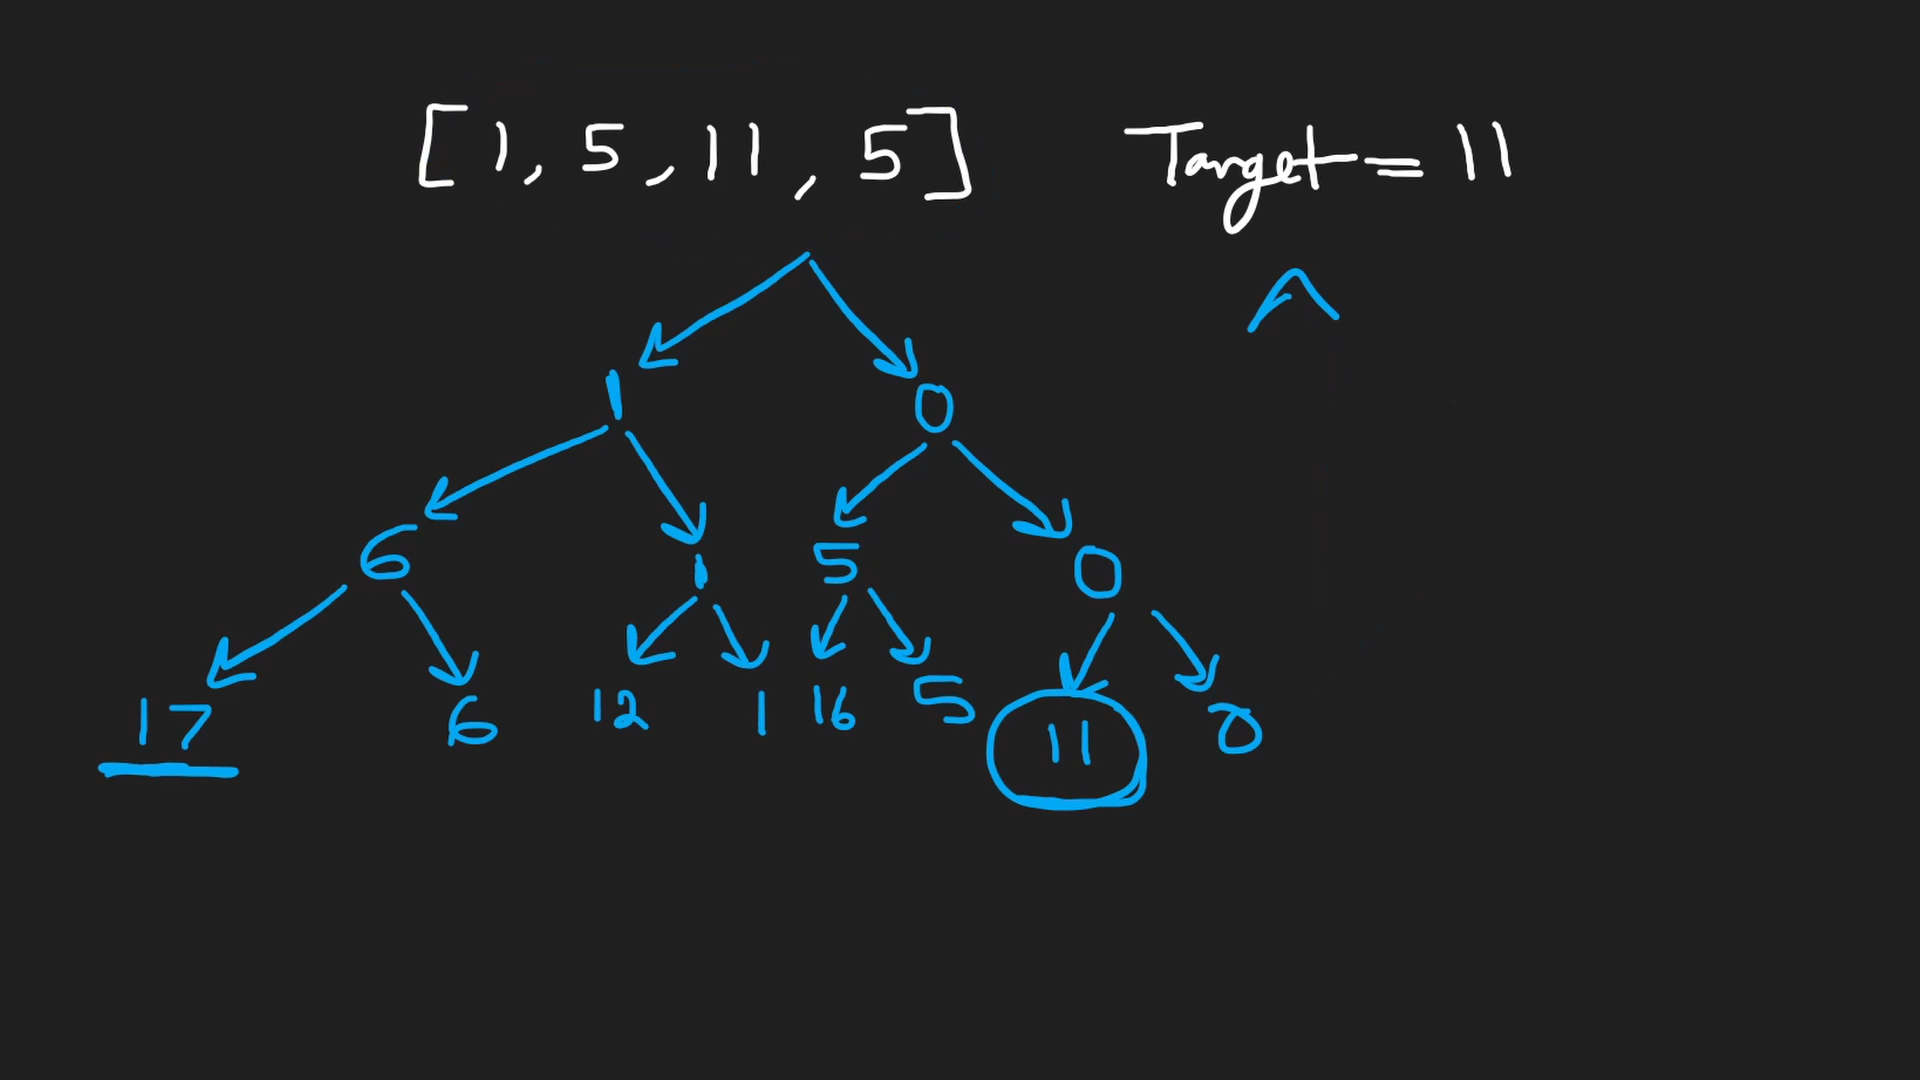 [1, 5, 11, 5] Target = 11
1 0
6 1 5 0
17 6 12 1 16 5 11 0